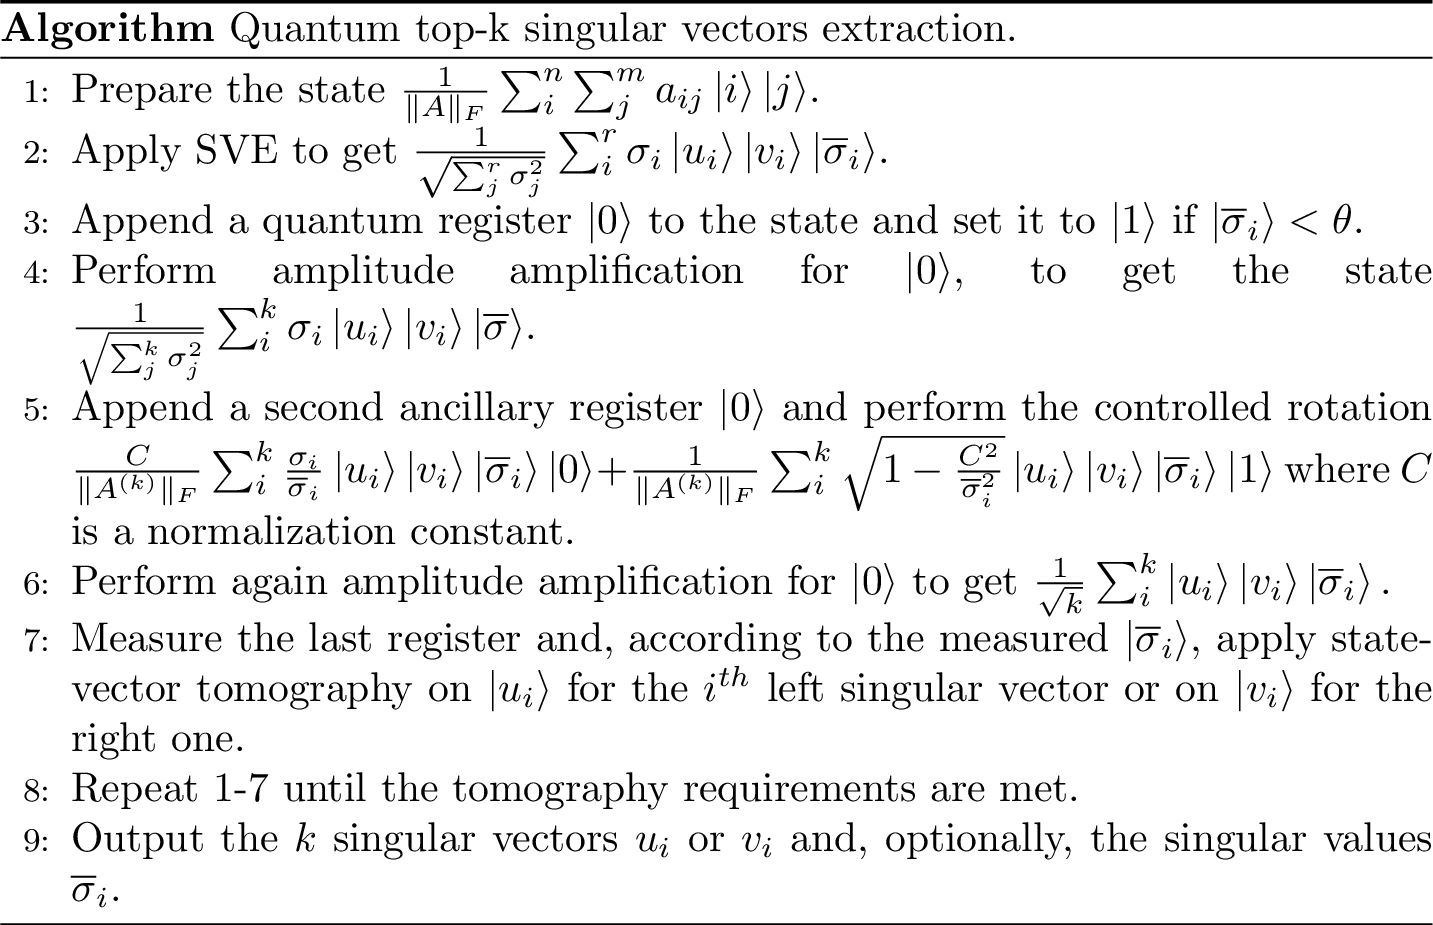 Algorithm Quantum top-k singular vectors extraction.
1: Prepare the state $\frac{1}{\|A\|_F} \sum_i^n \sum_j^m a_{ij} |i\rangle |j\rangle$.
2: Apply SVE to get $\frac{1}{\sqrt{\sum_j^r \sigma_j^2}} \sum_i^r \sigma_i |u_i\rangle |v_i\rangle |\overline{\sigma}_i\rangle$.
3: Append a quantum register $|0\rangle$ to the state and set it to $|1\rangle$ if $|\overline{\sigma}_i\rangle < \theta$.
4: Perform amplitude amplification for $|0\rangle$, to get the state
$\frac{1}{\sqrt{\sum_j^k \sigma_j^2}} \sum_i^k \sigma_i |u_i\rangle |v_i\rangle |\overline{\sigma}\rangle$.
5: Append a second ancillary register $|0\rangle$ and perform the controlled rotation
$\frac{C}{\|A^{(k)}\|_F} \sum_i^k \frac{\sigma_i}{\overline{\sigma}_i} |u_i\rangle |v_i\rangle |\overline{\sigma}_i\rangle |0\rangle + \frac{1}{\|A^{(k)}\|_F} \sum_i^k \sqrt{1 - \frac{C^2}{\overline{\sigma}_i^2}} |u_i\rangle |v_i\rangle |\overline{\sigma}_i\rangle |1\rangle$ where $C$
is a normalization constant.
6: Perform again amplitude amplification for $|0\rangle$ to get $\frac{1}{\sqrt{k}} \sum_i^k |u_i\rangle |v_i\rangle |\overline{\sigma}_i\rangle$.
7: Measure the last register and, according to the measured $|\overline{\sigma}_i\rangle$, apply state-
vector tomography on $|u_i\rangle$ for the $i^{th}$ left singular vector or on $|v_i\rangle$ for the
right one.
8: Repeat 1-7 until the tomography requirements are met.
9: Output the $k$ singular vectors $u_i$ or $v_i$ and, optionally, the singular values
$\overline{\sigma}_i$.